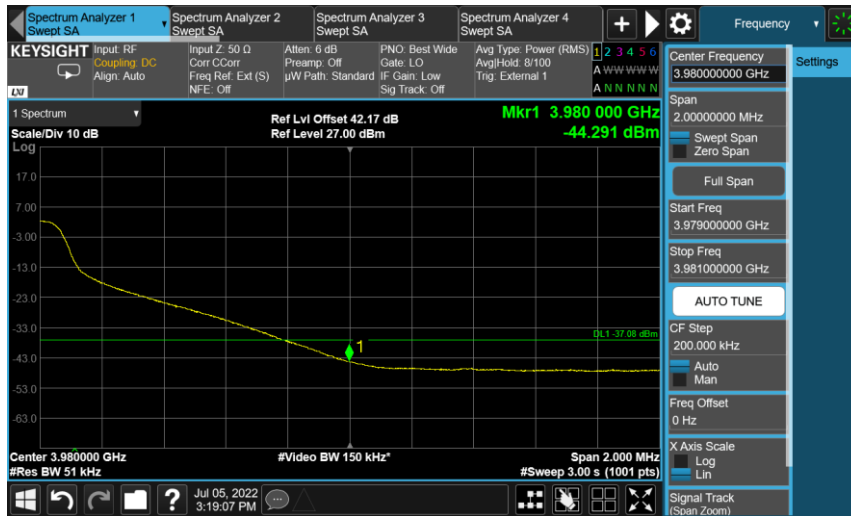 Spectrum Analyzer 1
Swept SA
Spectrum Analyzer 2
Swept SA
Spectrum Analyzer 3
Swept SA
Spectrum Analyzer 4
Swept SA
Frequency
KEYSIGHT
LXI
Input: RF
Coupling: DC
Align: Auto
Input Z: 50 Ω
Corr CCorr
Freq Ref: Ext (S)
NFE: Off
Atten: 6 dB
Preamp: Off
µW Path: Standard
PNO: Best Wide
Gate: LO
IF Gain: Low
Sig Track: Off
Avg Type: Power (RMS)
Avg|Hold: 8/100
Trig: External 1
1 2 3 4 5 6
A W W W W W
A N N N N N
1 Spectrum
Scale/Div 10 dB
Log
Ref Lvl Offset 42.17 dB
Ref Level 27.00 dBm
Mkr1 3.980 000 GHz
-44.291 dBm
17.0
7.00
-3.00
-13.0
-23.0
-33.0
-43.0
-53.0
-63.0
DL1 -37.08 dBm
1
Center 3.980000 GHz
#Res BW 51 kHz
#Video BW 150 kHz*
Span 2.000 MHz
#Sweep 3.00 s (1001 pts)
Center Frequency
3.980000000 GHz
Settings
Span
2.00000000 MHz
Swept Span
Zero Span
Full Span
Start Freq
3.979000000 GHz
Stop Freq
3.981000000 GHz
AUTO TUNE
CF Step
200.000 kHz
Auto
Man
Freq Offset
0 Hz
X Axis Scale
Log
Lin
Signal Track
(Span Zoom)
?
Jul 05, 2022
3:19:07 PM